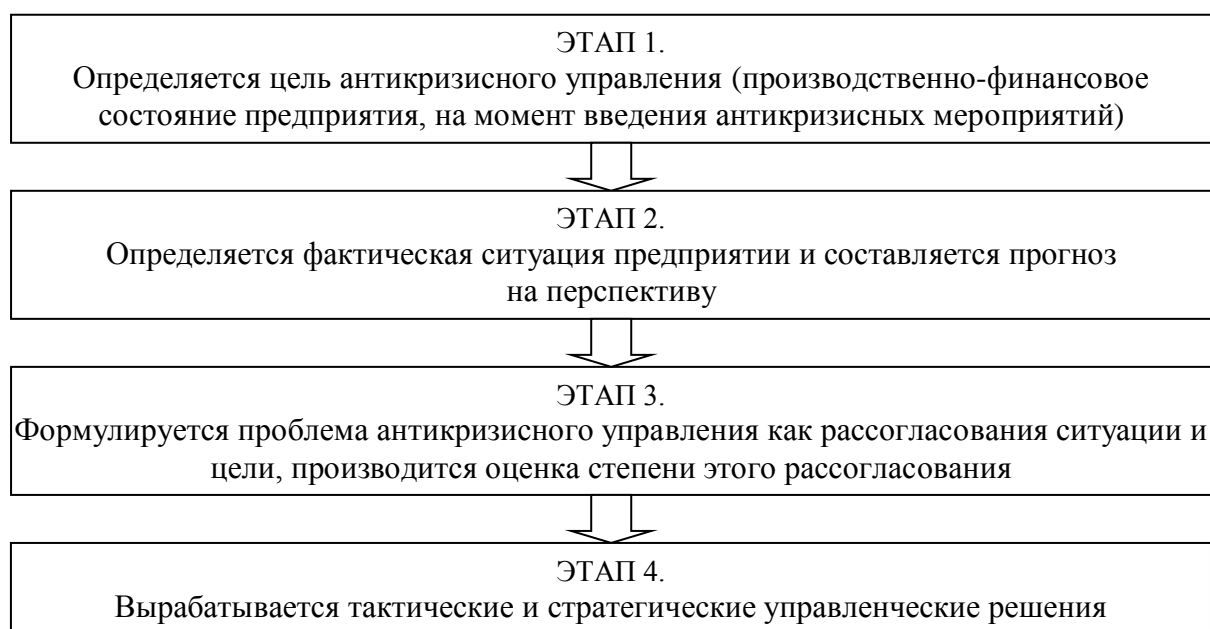 ЭТАП 1.
Определяется цель антикризисного управления (производственно-финансовое
состояние предприятия, на момент введения антикризисных мероприятий)
ЭТАП 2.
Определяется фактическая ситуация предприятии и составляется прогноз
на перспективу
ЭТАП 3.
Формулируется проблема антикризисного управления как рассогласования ситуации и
цели, производится оценка степени этого рассогласования
ЭТАП 4.
Вырабатывается тактические и стратегические управленческие решения